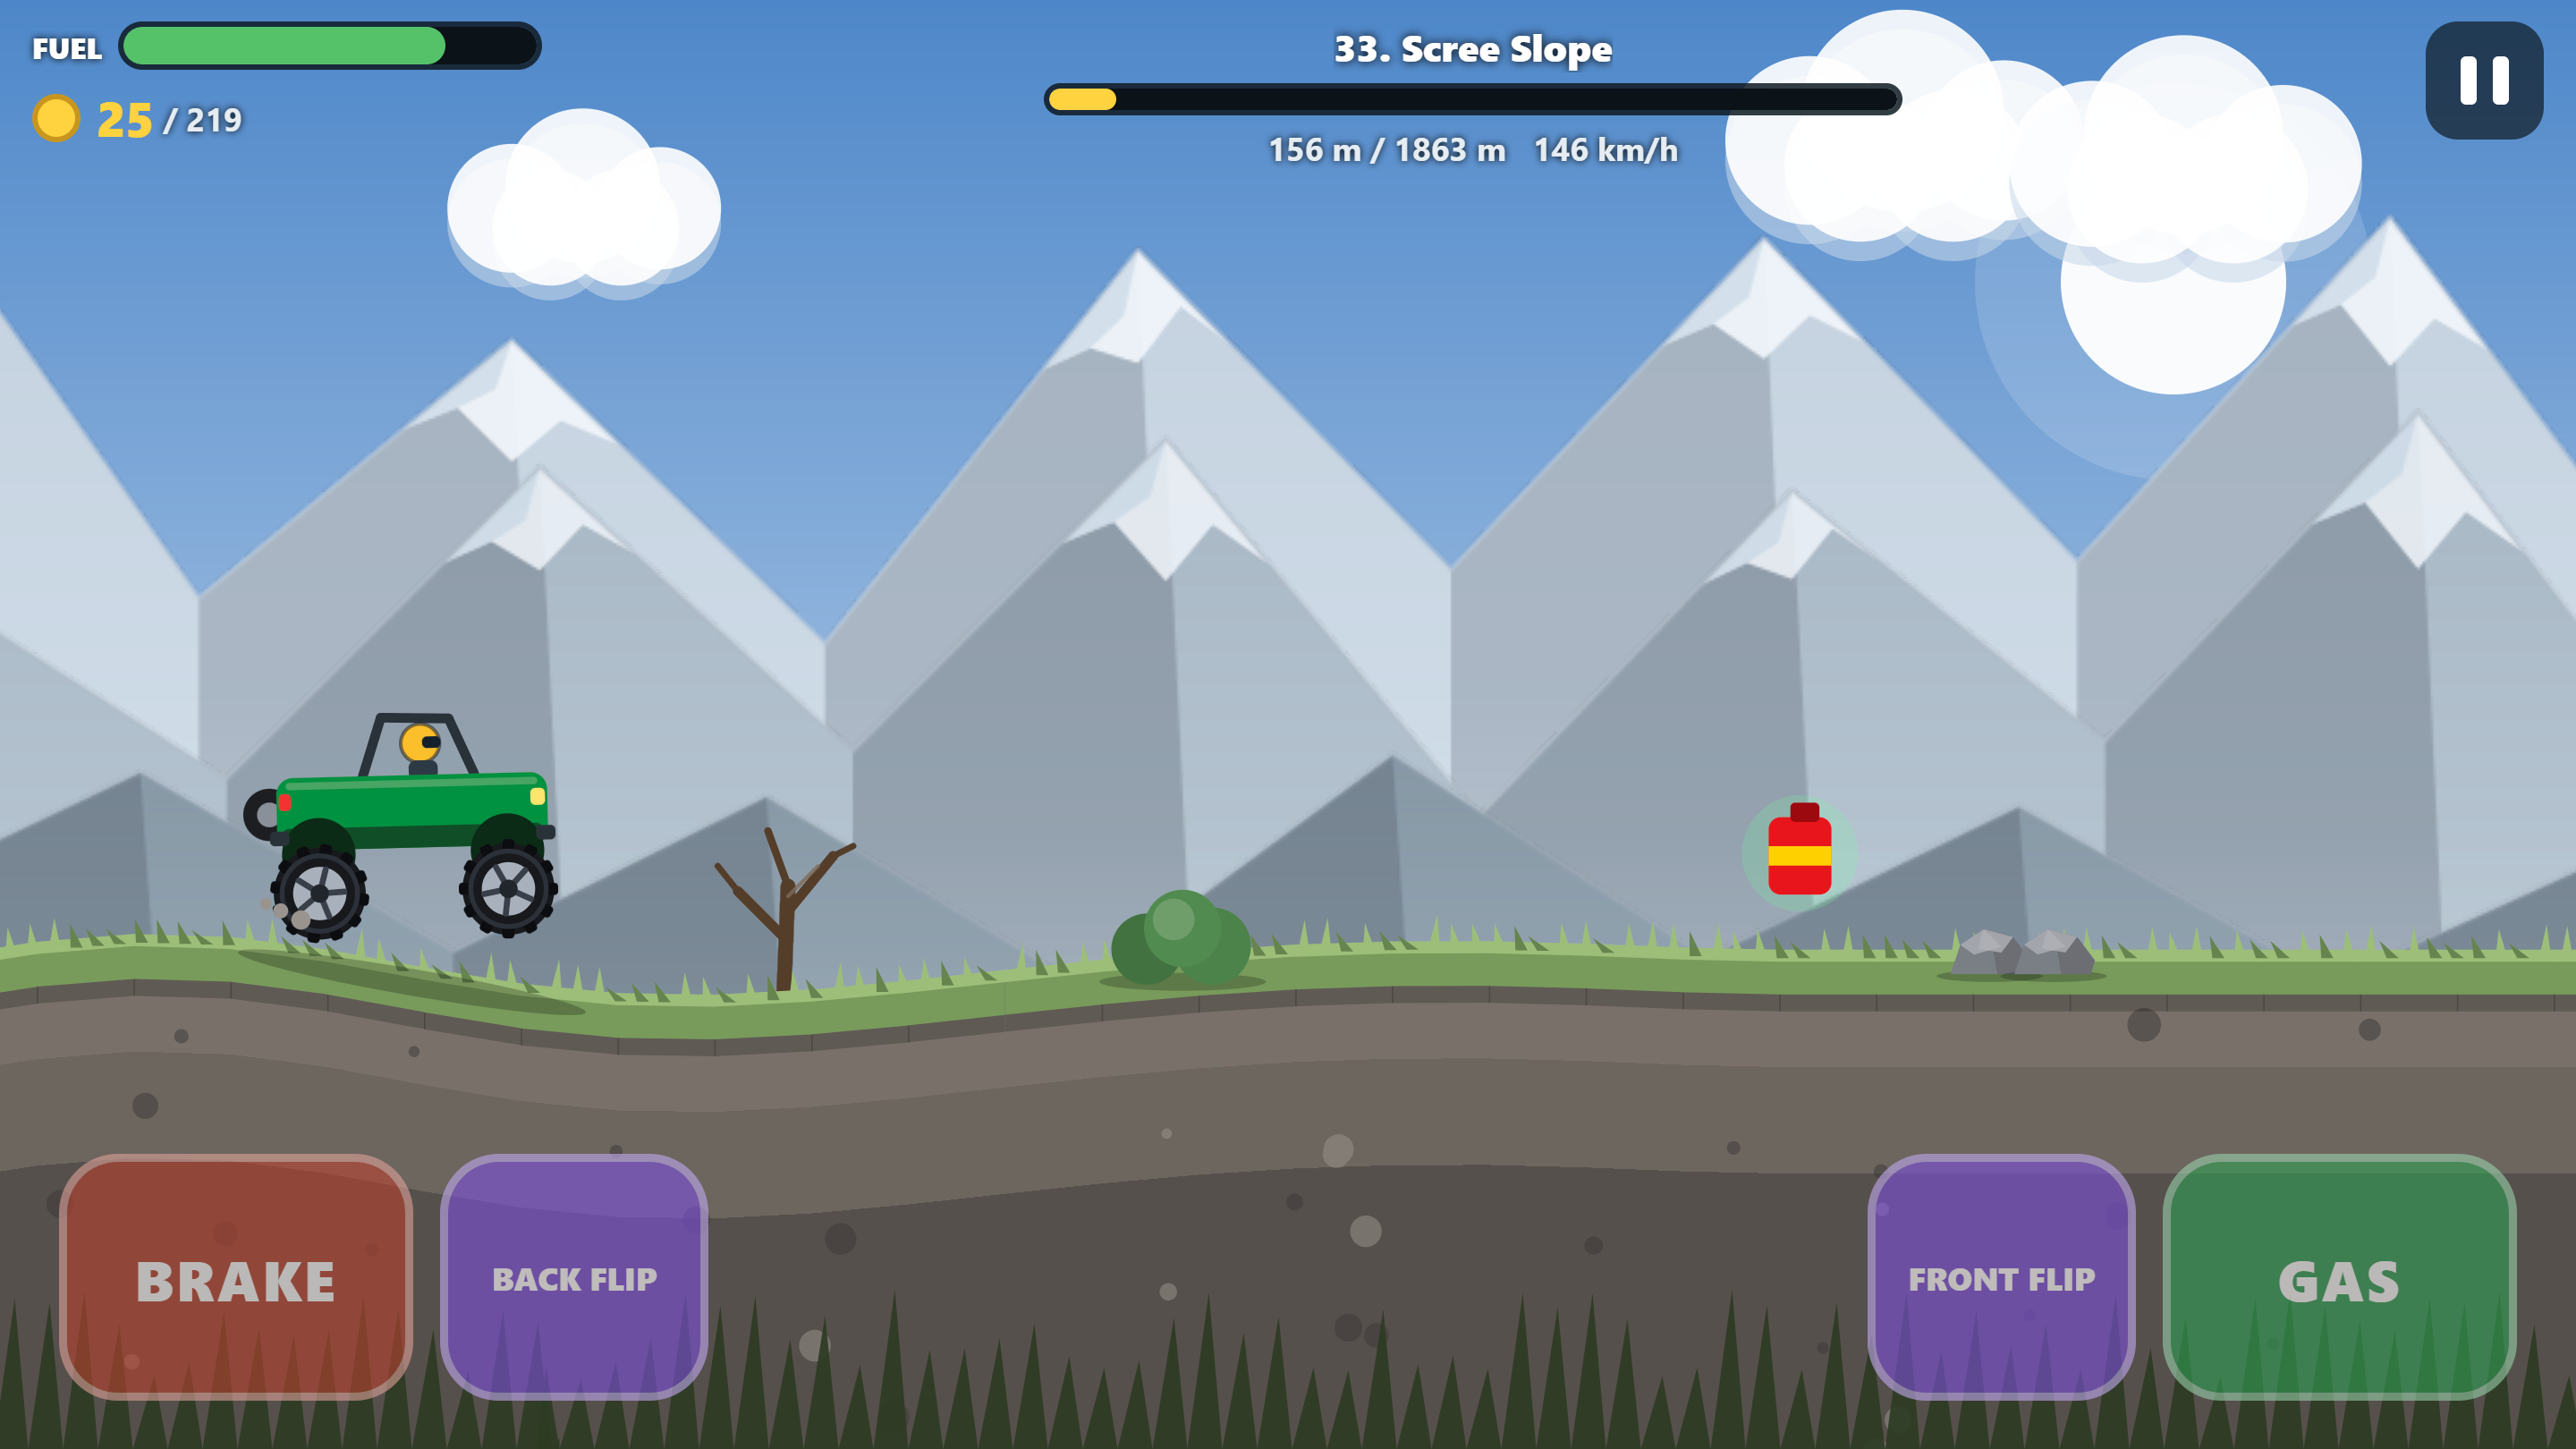 FUEL
25 / 219
33. Scree Slope
156 m / 1863 m 146 km/h
BRAKE
BACK FLIP
FRONT FLIP
GAS